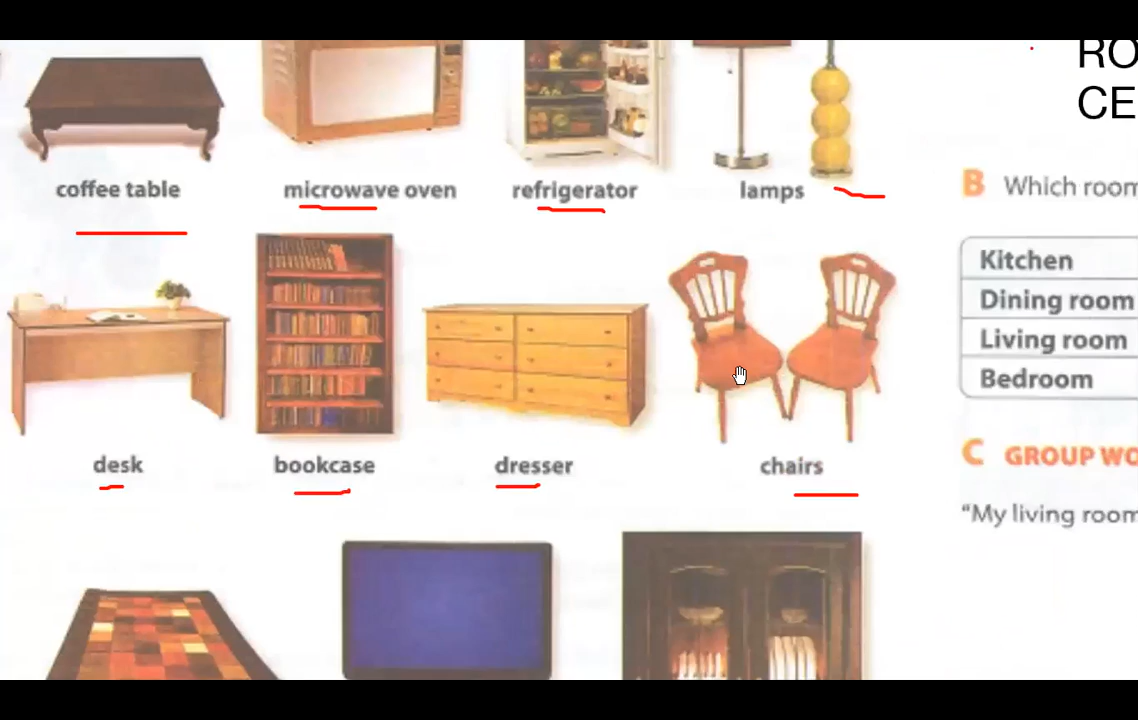 RO
CE
coffee table
microwave oven
refrigerator
lamps
B Which room
Kitchen
Dining room
Living room
Bedroom
desk
bookcase
dresser
chairs
C GROUP WO
"My living room